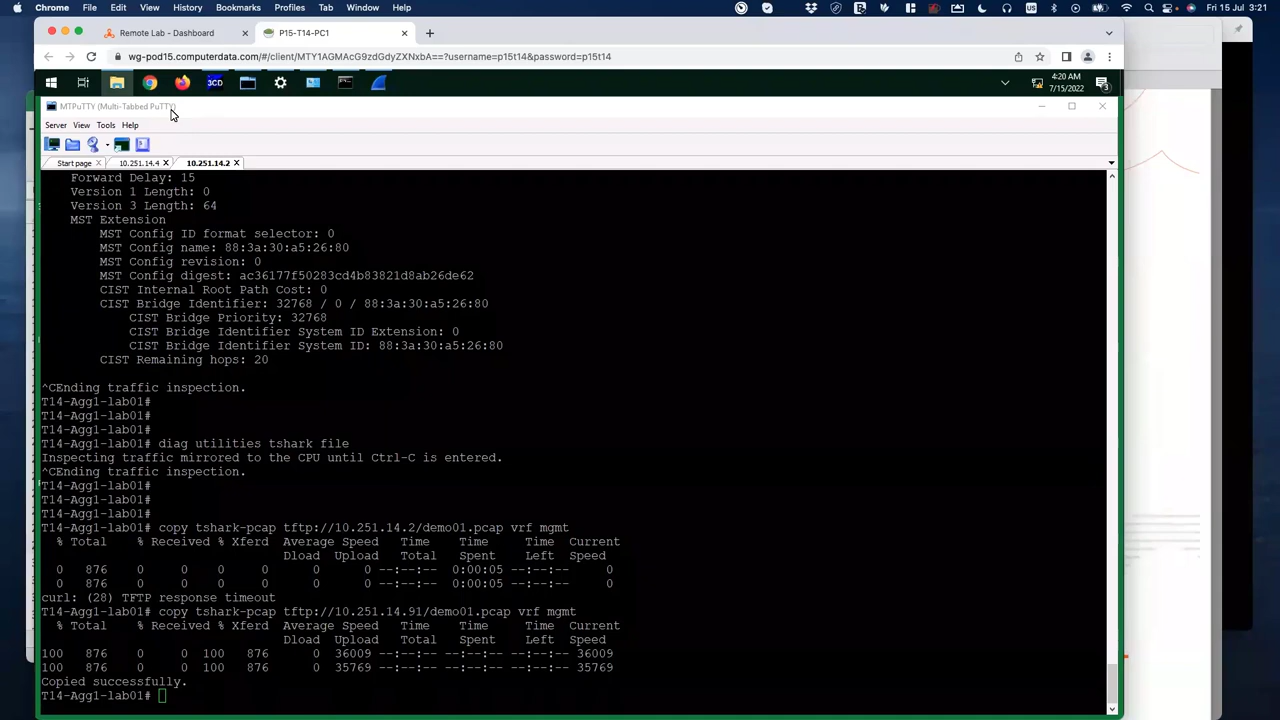 Chrome File Edit View History Bookmarks Profiles Tab Window Help Fri 15 Jul 3:21
Remote Lab - Dashboard P15-T14-PC1
wg-pod15.computerdata.com/#/client/MTY1AGMAcG9zdGdyZXNxbA==?username=p15t14&password=p15t14
3CD
4:20 AM
7/15/2022
3
MTPuTTY (Multi-Tabbed PuTTY)
Server View Tools Help
Start page 10.251.14.4 10.251.14.2
Forward Delay: 15
Version 1 Length: 0
Version 3 Length: 64
MST Extension
MST Config ID format selector: 0
MST Config name: 88:3a:30:a5:26:80
MST Config revision: 0
MST Config digest: ac36177f50283cd4b83821d8ab26de62
CIST Internal Root Path Cost: 0
CIST Bridge Identifier: 32768 / 0 / 88:3a:30:a5:26:80
CIST Bridge Priority: 32768
CIST Bridge Identifier System ID Extension: 0
CIST Bridge Identifier System ID: 88:3a:30:a5:26:80
CIST Remaining hops: 20
^CEnding traffic inspection.
T14-Agg1-lab01#
T14-Agg1-lab01#
T14-Agg1-lab01#
T14-Agg1-lab01# diag utilities tshark file
Inspecting traffic mirrored to the CPU until Ctrl-C is entered.
^CEnding traffic inspection.
T14-Agg1-lab01#
T14-Agg1-lab01#
T14-Agg1-lab01#
T14-Agg1-lab01# copy tshark-pcap tftp://10.251.14.2/demo01.pcap vrf mgmt
% Total % Received % Xferd Average Speed Time Time Time Current
Dload Upload Total Spent Left Speed
0 876 0 0 0 0 0 0 --:--:-- 0:00:05 --:--:-- 0
0 876 0 0 0 0 0 0 --:--:-- 0:00:05 --:--:-- 0
curl: (28) TFTP response timeout
T14-Agg1-lab01# copy tshark-pcap tftp://10.251.14.91/demo01.pcap vrf mgmt
% Total % Received % Xferd Average Speed Time Time Time Current
Dload Upload Total Spent Left Speed
100 876 0 0 100 876 0 36009 --:--:-- --:--:-- --:--:-- 36009
100 876 0 0 100 876 0 35769 --:--:-- --:--:-- --:--:-- 35769
Copied successfully.
T14-Agg1-lab01#